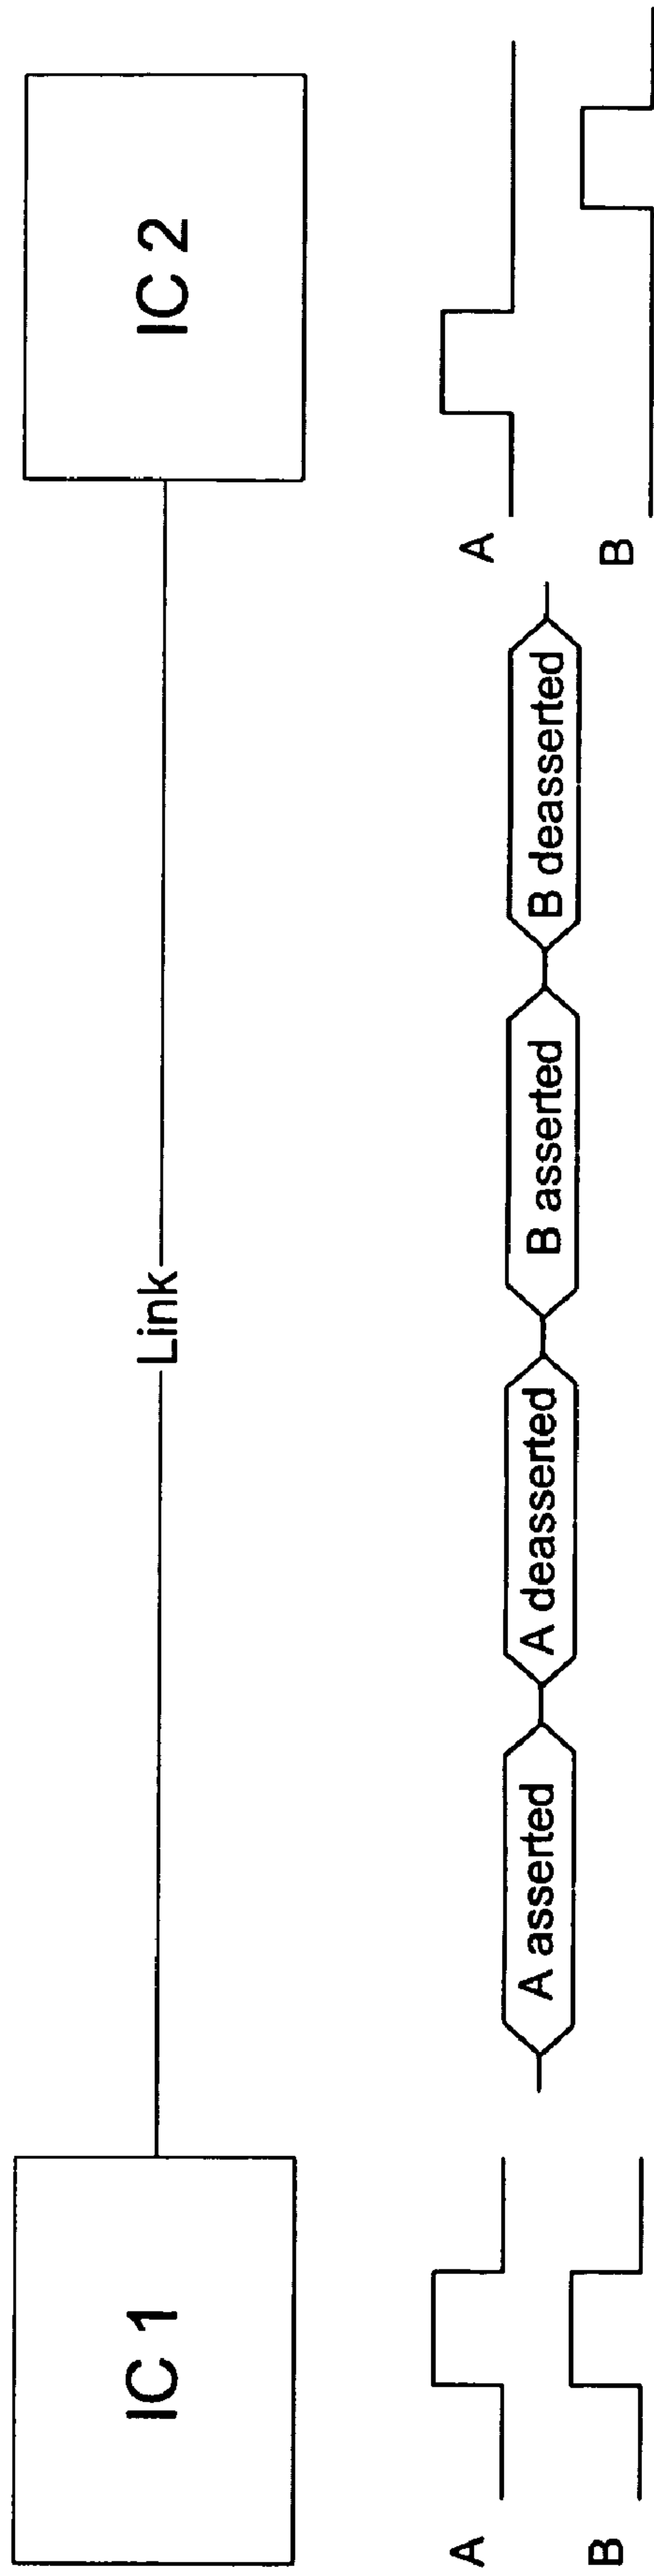 IC 1
Link
IC 2
A
B
A asserted
A deasserted
B asserted
B deasserted
A
B